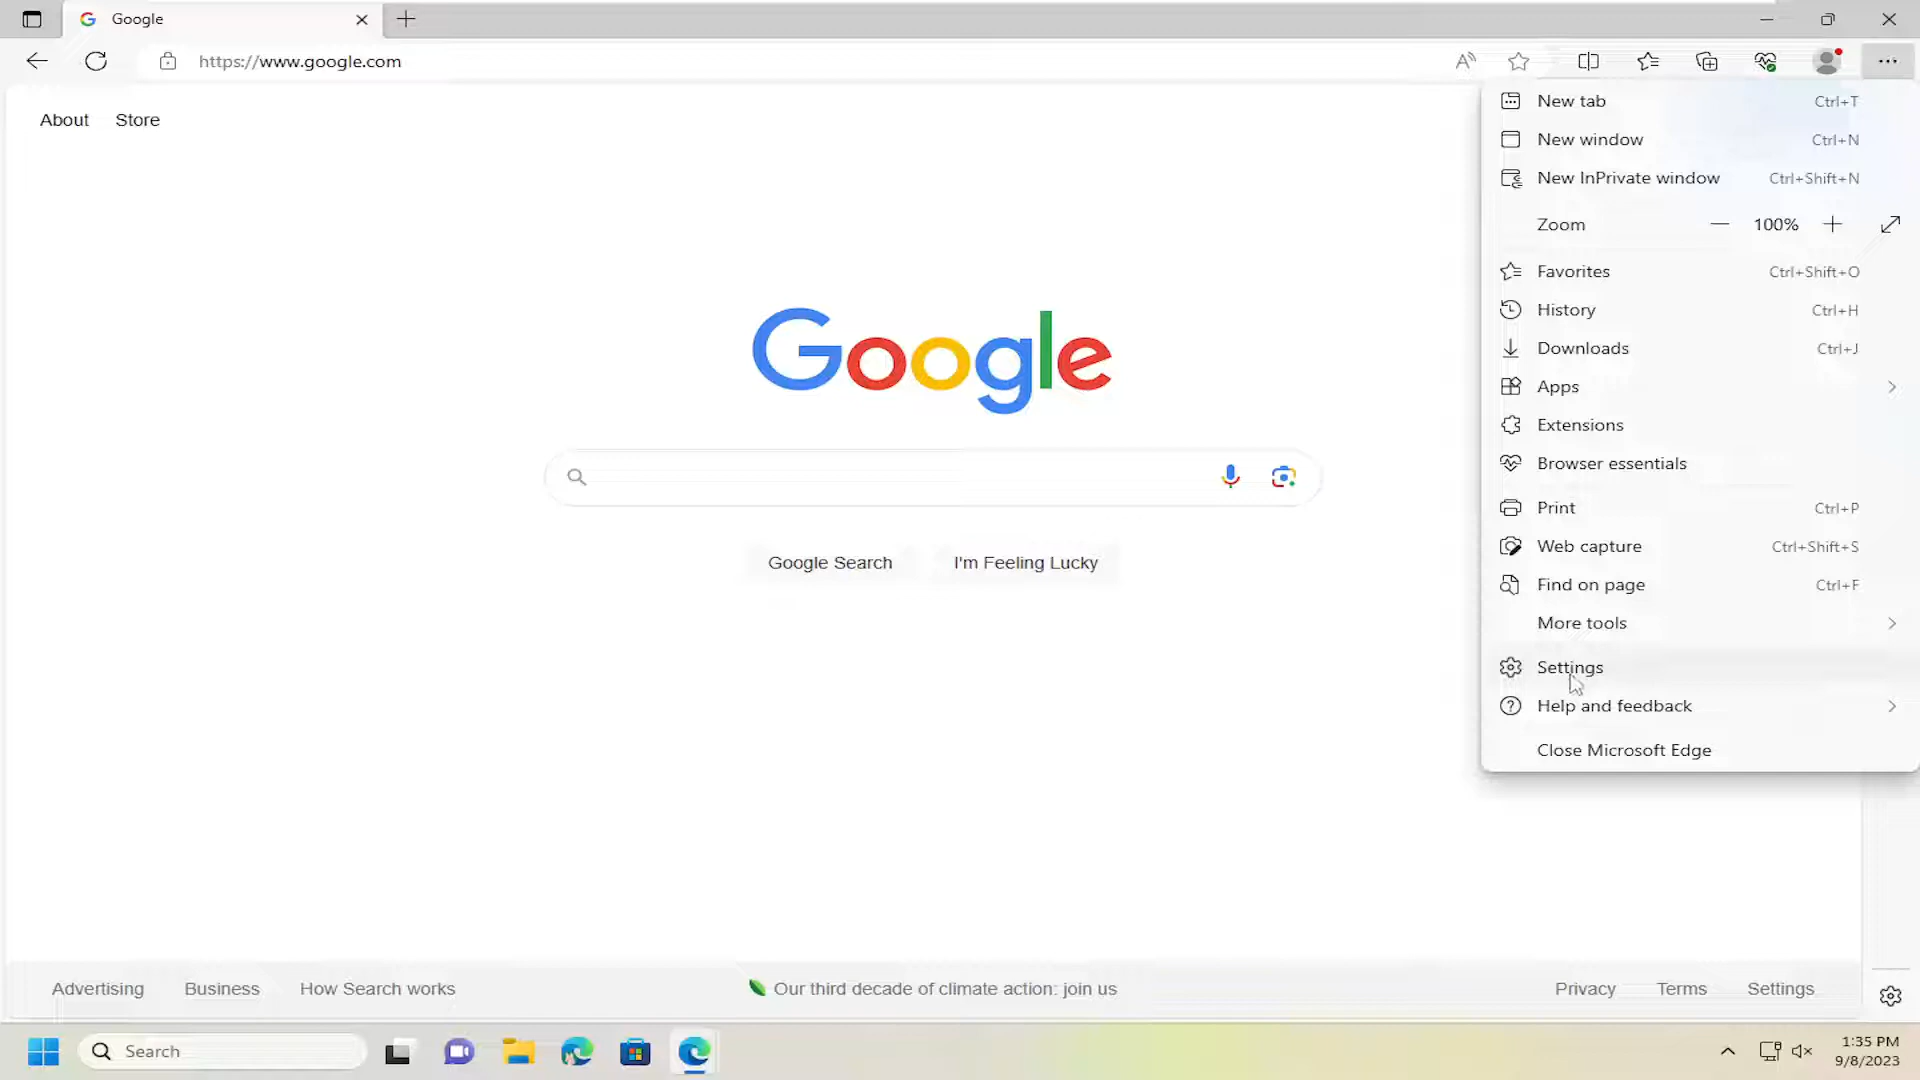 Google
https://www.google.com
About Store
New tab Ctrl+T
New window Ctrl+N
New InPrivate window Ctrl+Shift+N
Zoom 100%
Favorites Ctrl+Shift+O
History Ctrl+H
Downloads Ctrl+J
Apps
Extensions
Browser essentials
Print Ctrl+P
Web capture Ctrl+Shift+S
Find on page Ctrl+F
More tools
Settings
Help and feedback
Close Microsoft Edge
Google
Google Search I'm Feeling Lucky
Advertising Business How Search works Our third decade of climate action: join us Privacy Terms Settings
Search
1:35 PM
9/8/2023